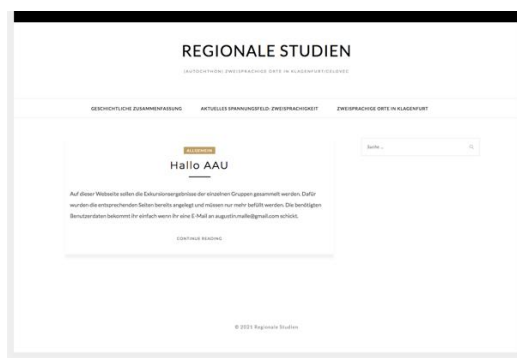 REGIONALE STUDIEN
(AUTOCHTHON) ZWEISPRACHIGE ORTE IN KLAGENFURT/CELOVEC
GESCHICHTLICHE ZUSAMMENFASSUNG AKTUELLES SPANNUNGSFELD: ZWEISPRACHIGKEIT ZWEISPRACHIGE ORTE IN KLAGENFURT
ALLGEMEIN
Suche …
Hallo AAU
Auf dieser Webseite sollen die Exkursionsergebnisse der einzelnen Gruppen gesammelt werden. Dafür
wurden die entsprechenden Seiten bereits angelegt und müssen nur mehr befüllt werden. Die benötigten
Benutzerdaten bekommt ihr einfach wenn ihr eine E-Mail an augustin.malle@gmail.com schickt.
CONTINUE READING
© 2021 Regionale Studien